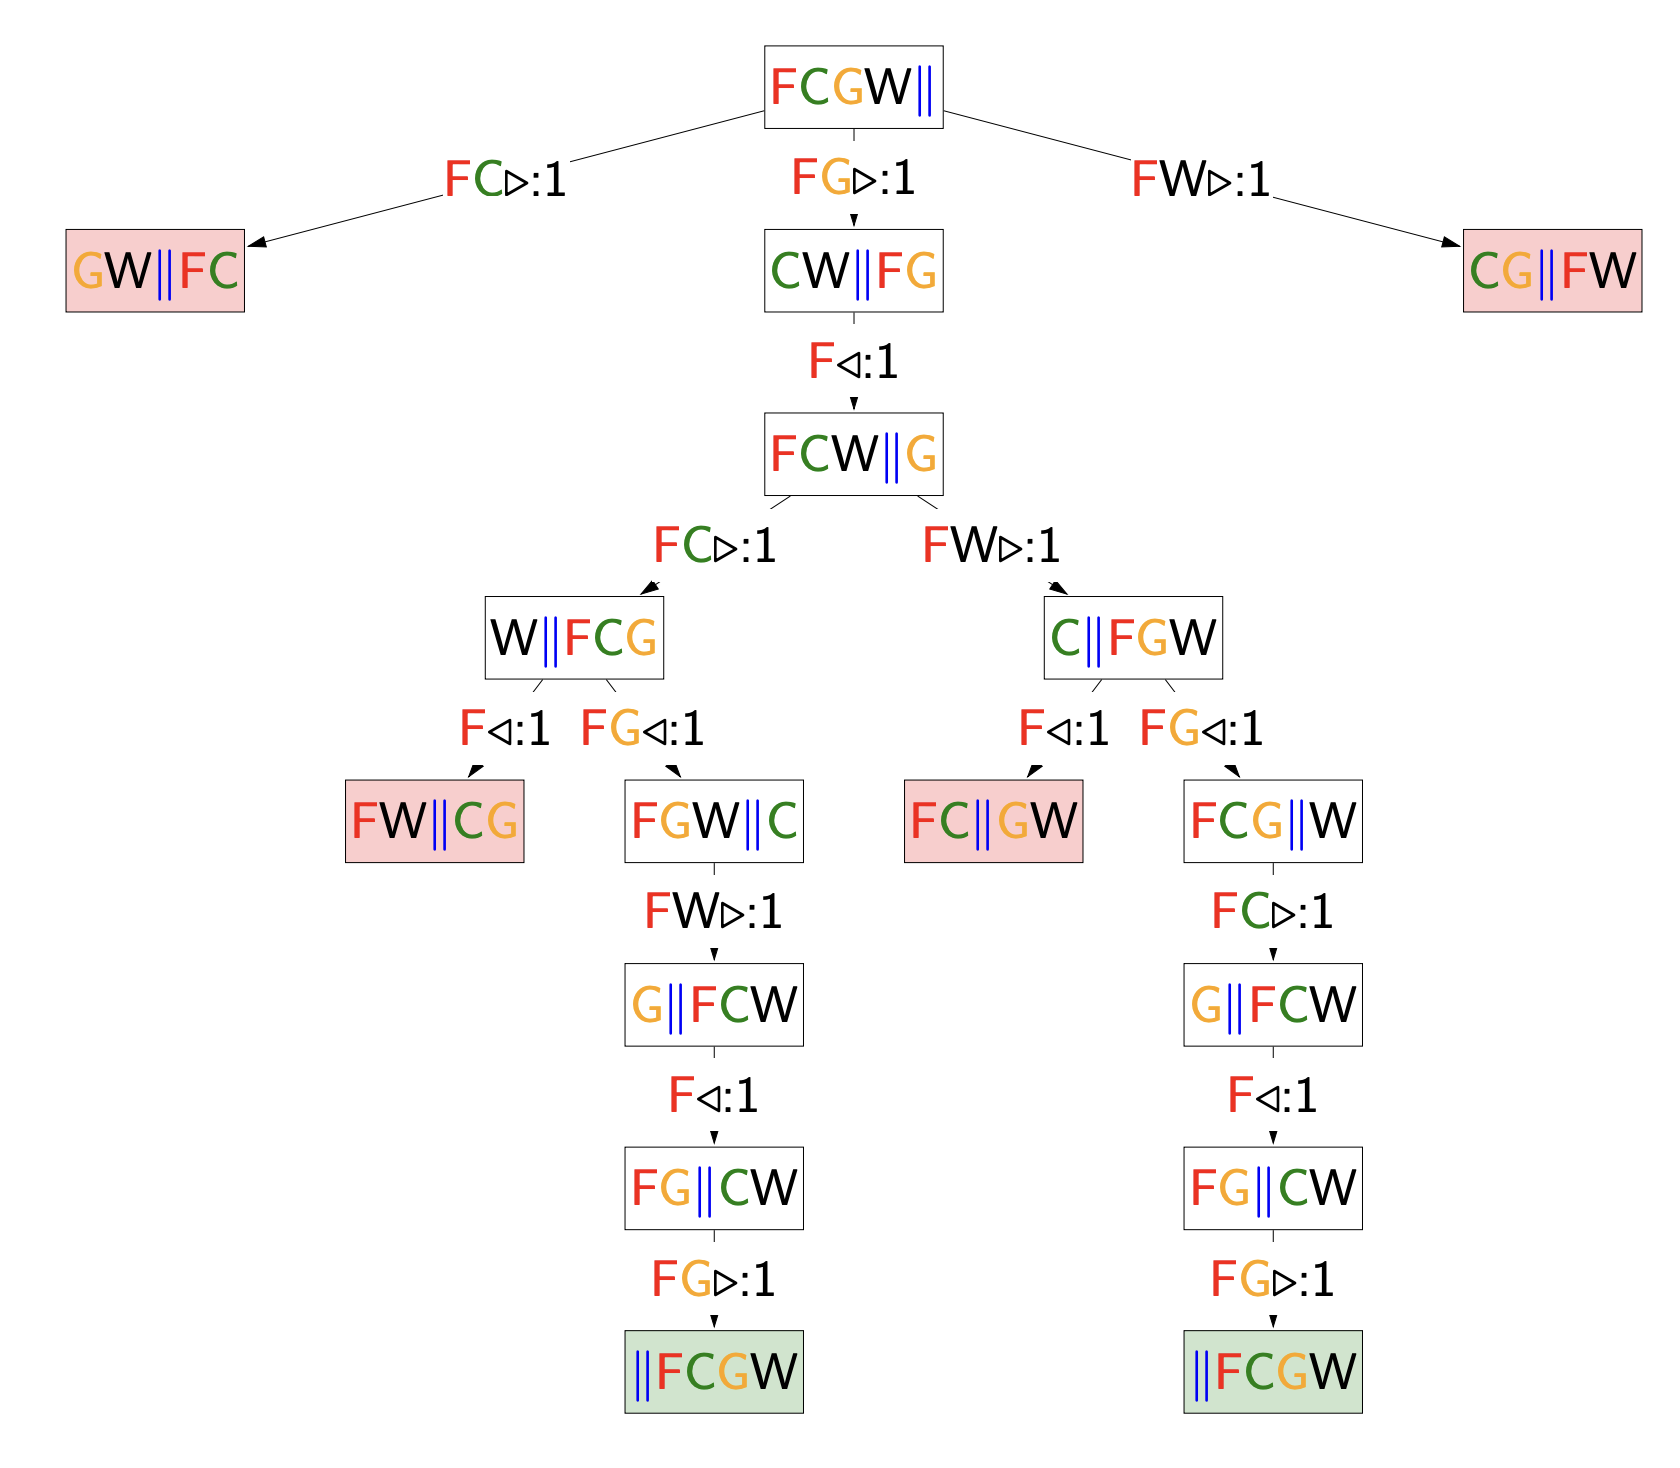 FCGW||
FC▷:1 FG▷:1 FW▷:1
GW||FC CW||FG CG||FW
F◁:1
FCW||G
FC▷:1 FW▷:1
W||FCG C||FGW
F◁:1 FG◁:1 F◁:1 FG◁:1
FW||CG FGW||C FC||GW FCG||W
FW▷:1 FC▷:1
G||FCW G||FCW
F◁:1 F◁:1
FG||CW FG||CW
FG▷:1 FG▷:1
||FCGW ||FCGW